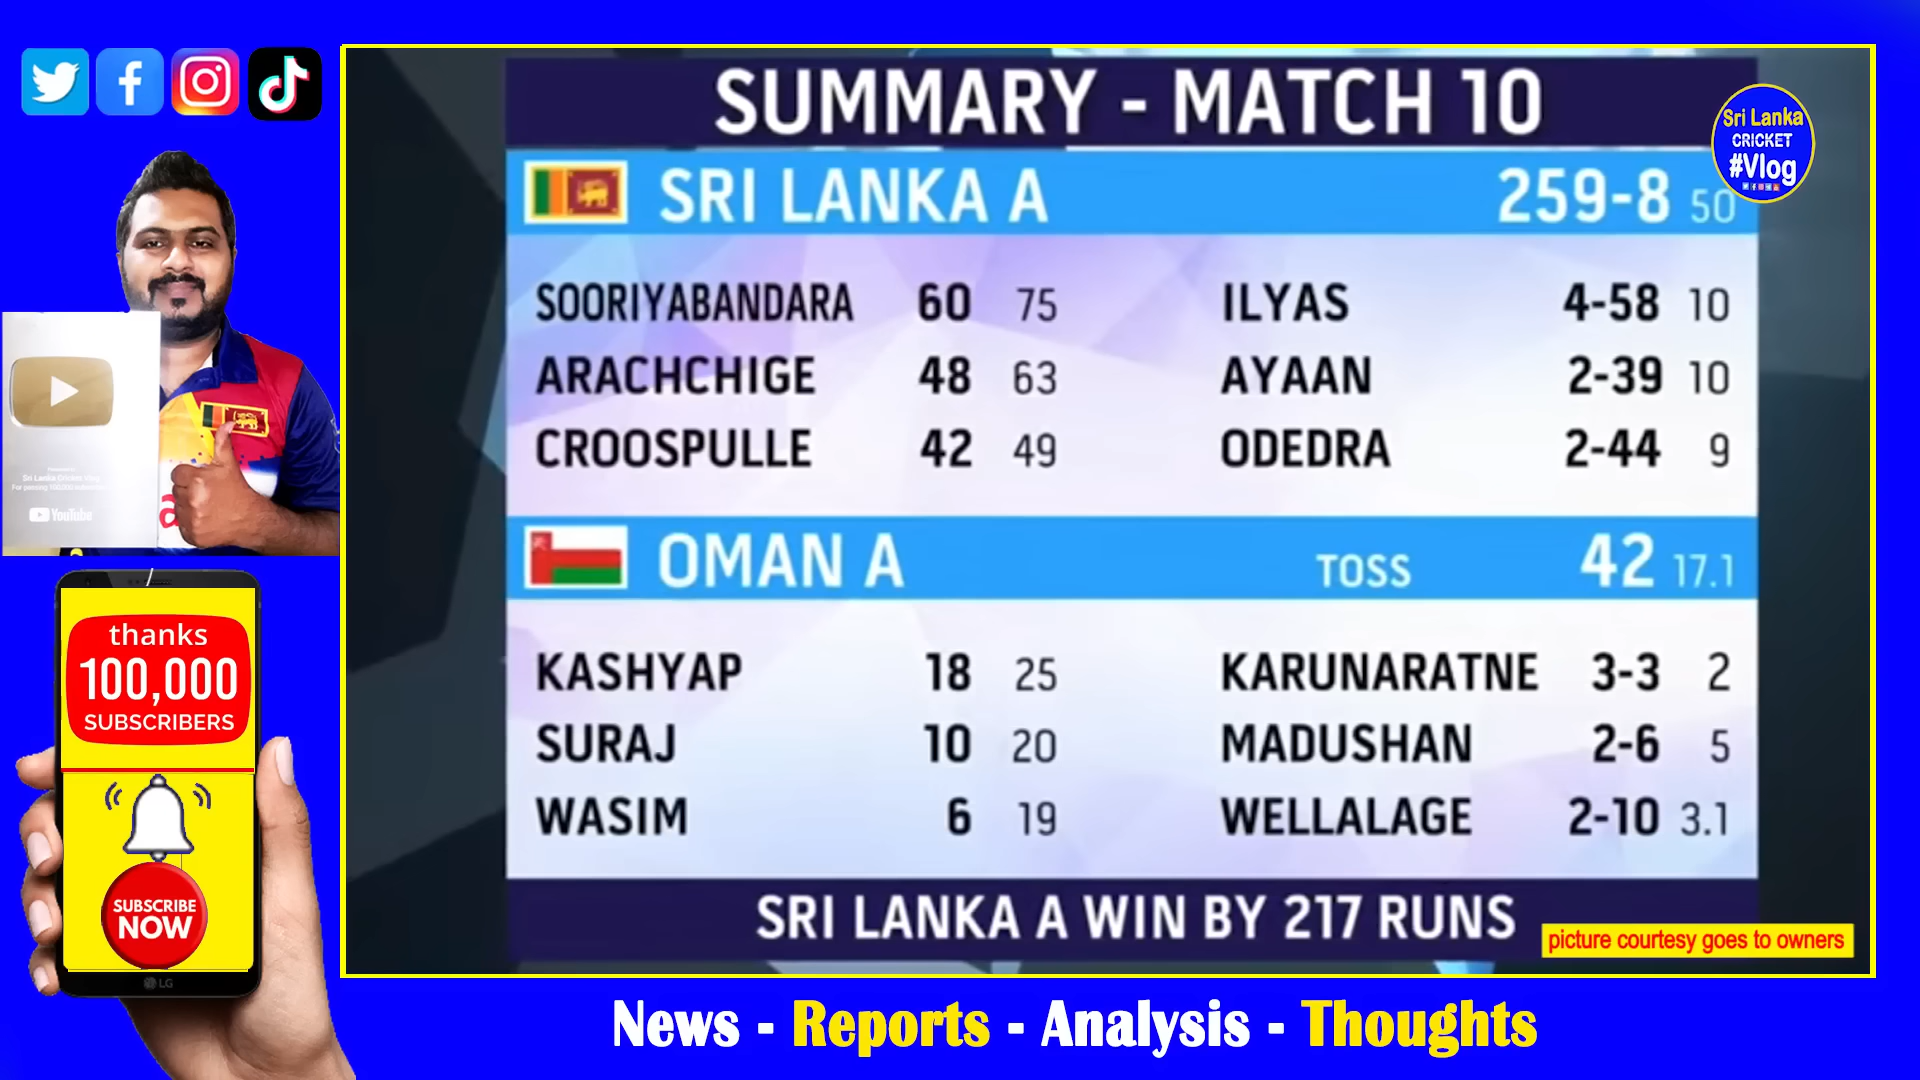 SUMMARY - MATCH 10
Sri Lanka
CRICKET
#Vlog
SRI LANKA A 259-8 50
SOORIYABANDARA 60 75 ILYAS 4-58 10
ARACHCHIGE 48 63 AYAAN 2-39 10
CROOSPULLE 42 49 ODEDRA 2-44 9
OMAN A TOSS 42 17.1
KASHYAP 18 25 KARUNARATNE 3-3 2
SURAJ 10 20 MADUSHAN 2-6 5
WASIM 6 19 WELLALAGE 2-10 3.1
SRI LANKA A WIN BY 217 RUNS
picture courtesy goes to owners
Sri Lanka Cricket Vlog
YouTube
thanks
100,000
SUBSCRIBERS
SUBSCRIBE
NOW
LG
News - Reports - Analysis - Thoughts